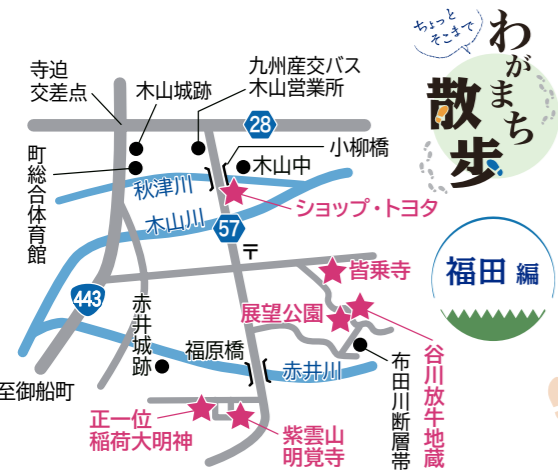 ちょっと
そこまで
わがまち
散歩
福田 編
寺迫
交差点
木山城跡
九州産交バス
木山営業所
28
小柳橋
木山中
町総合体育館
秋津川
ショップ・トヨタ
木山川
57
〒
皆乗寺
443
展望公園
赤井城跡
福原橋
赤井川
谷川放牛地蔵
布田川断層帯
至御船町
正一位
稲荷大明神
紫雲山
明覚寺